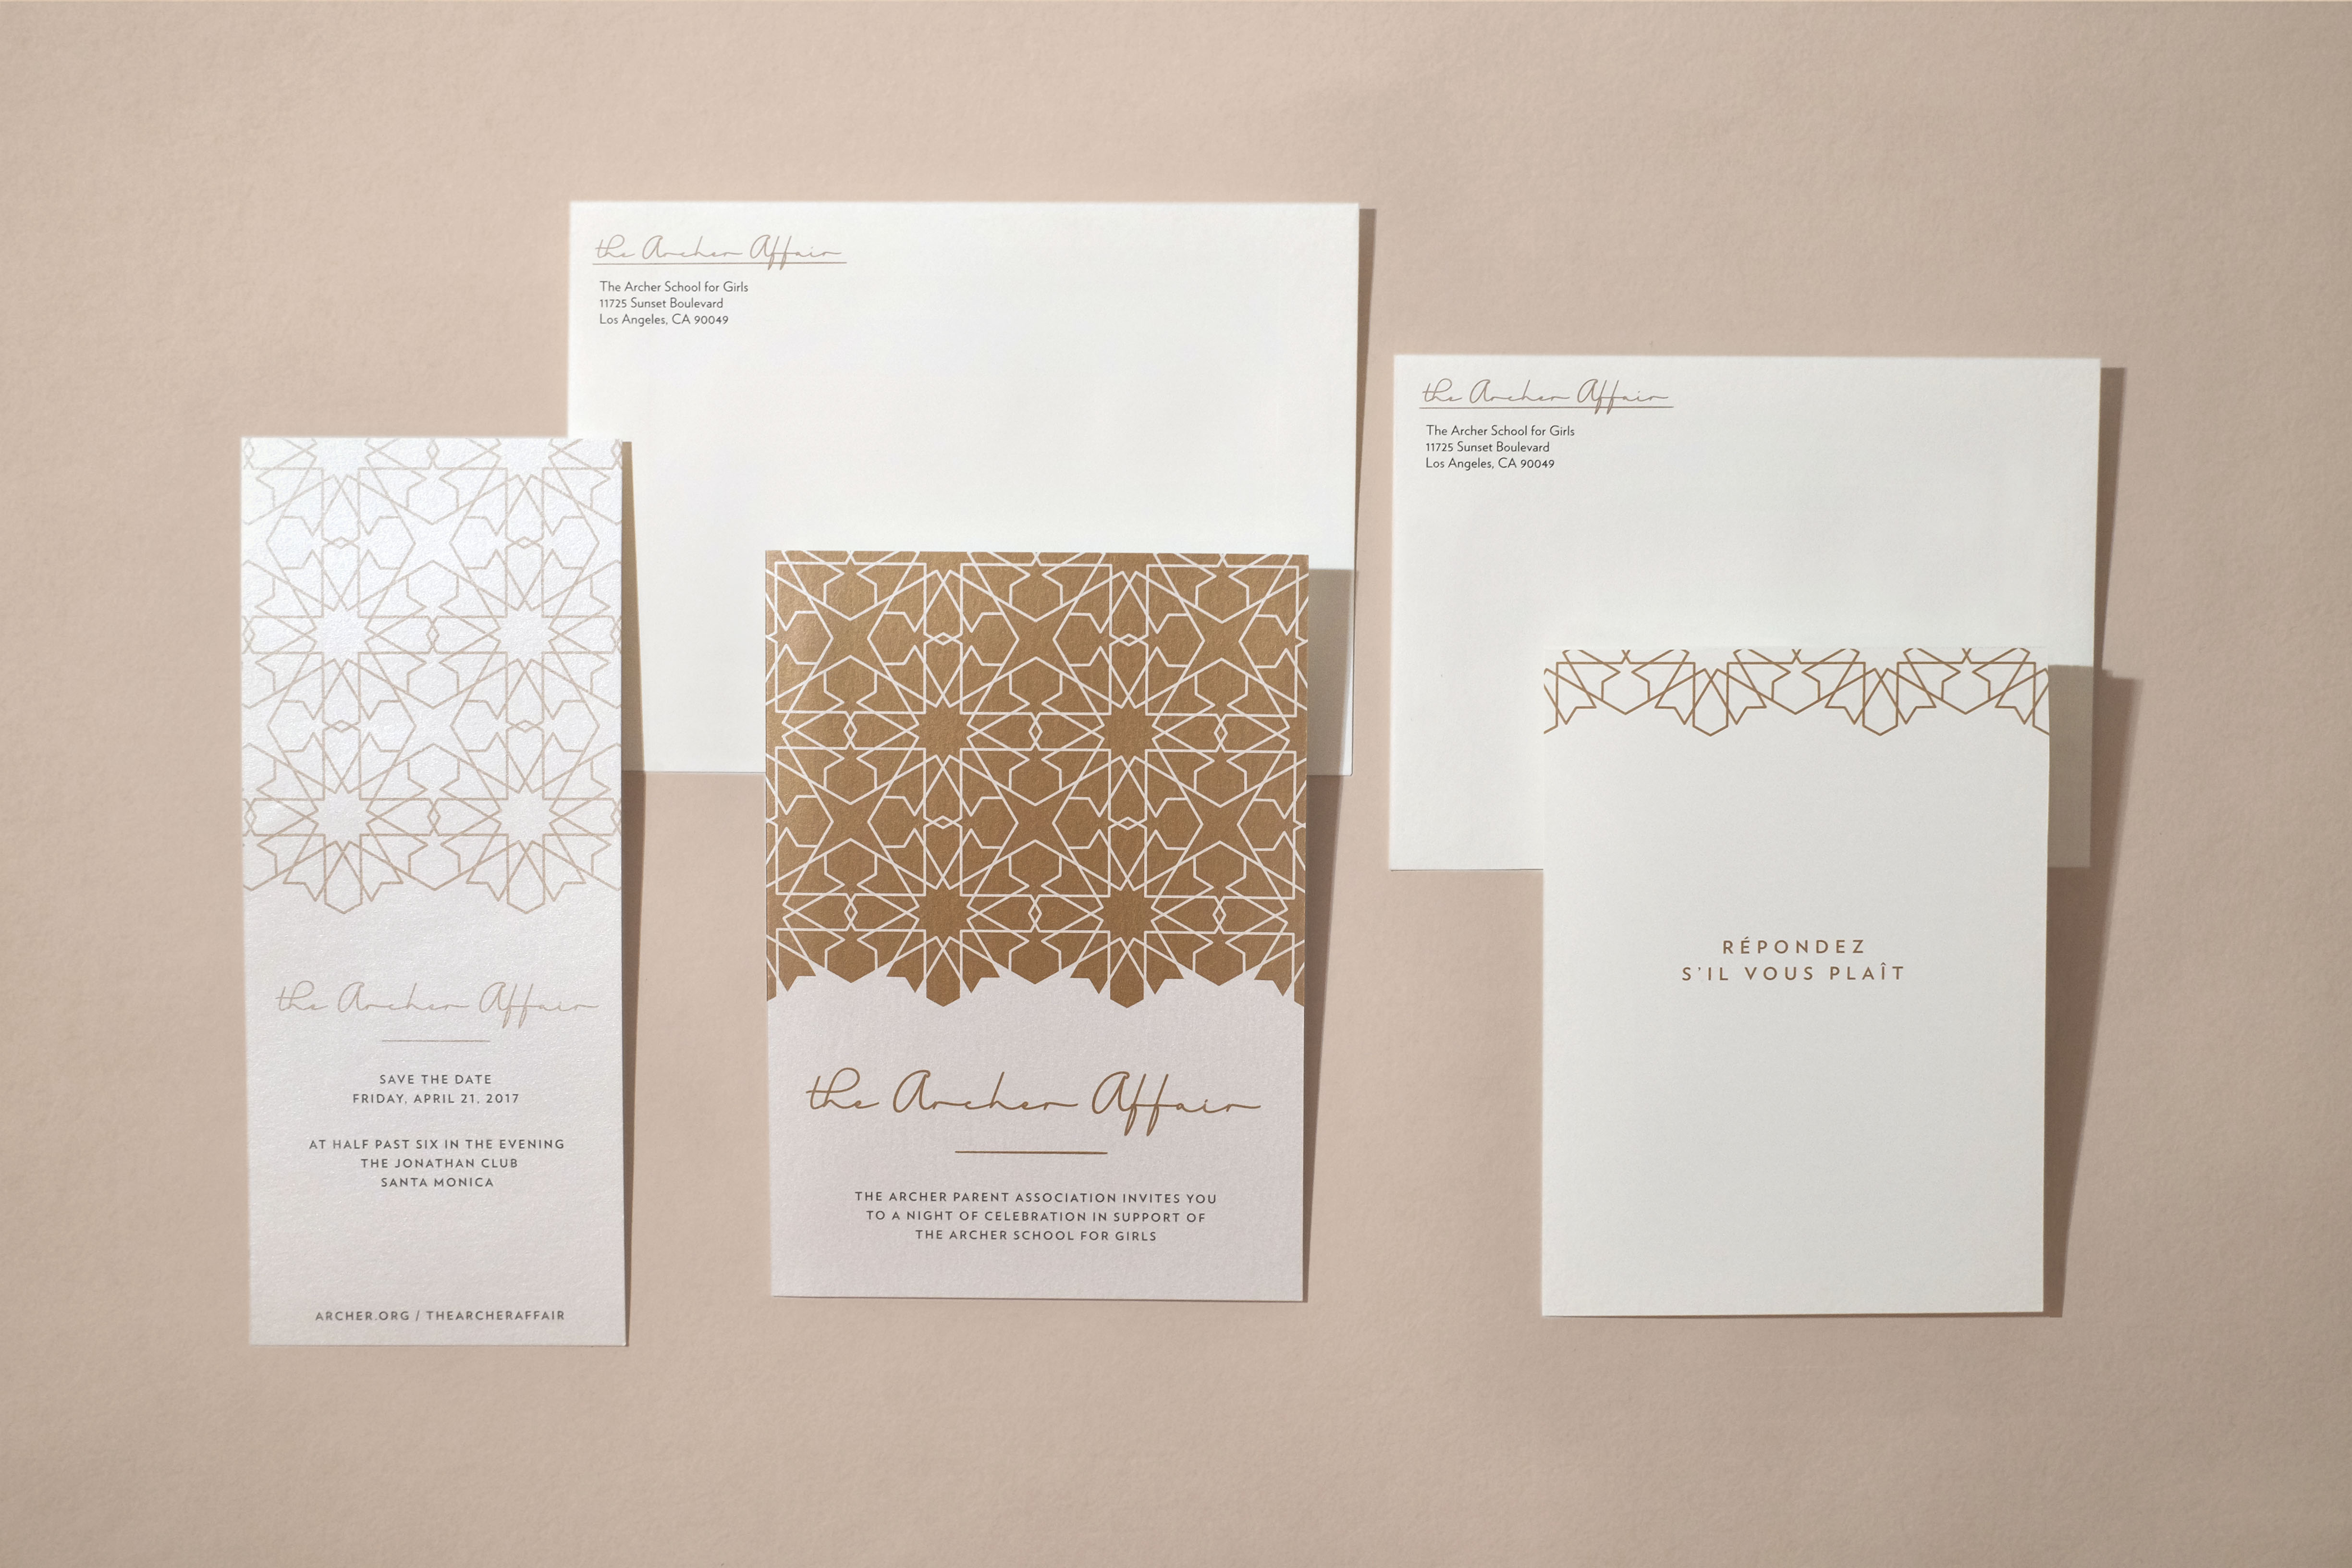 the Archer Affair
The Archer School for Girls
11725 Sunset Boulevard
Los Angeles, CA 90049
the Archer Affair
The Archer School for Girls
11725 Sunset Boulevard
Los Angeles, CA 90049
the Archer Affair
SAVE THE DATE
FRIDAY, APRIL 21, 2017
AT HALF PAST SIX IN THE EVENING
THE JONATHAN CLUB
SANTA MONICA
ARCHER.ORG / THEARCHERAFFAIR
the Archer Affair
THE ARCHER PARENT ASSOCIATION INVITES YOU
TO A NIGHT OF CELEBRATION IN SUPPORT OF
THE ARCHER SCHOOL FOR GIRLS
RÉPONDEZ
S'IL VOUS PLAÎT